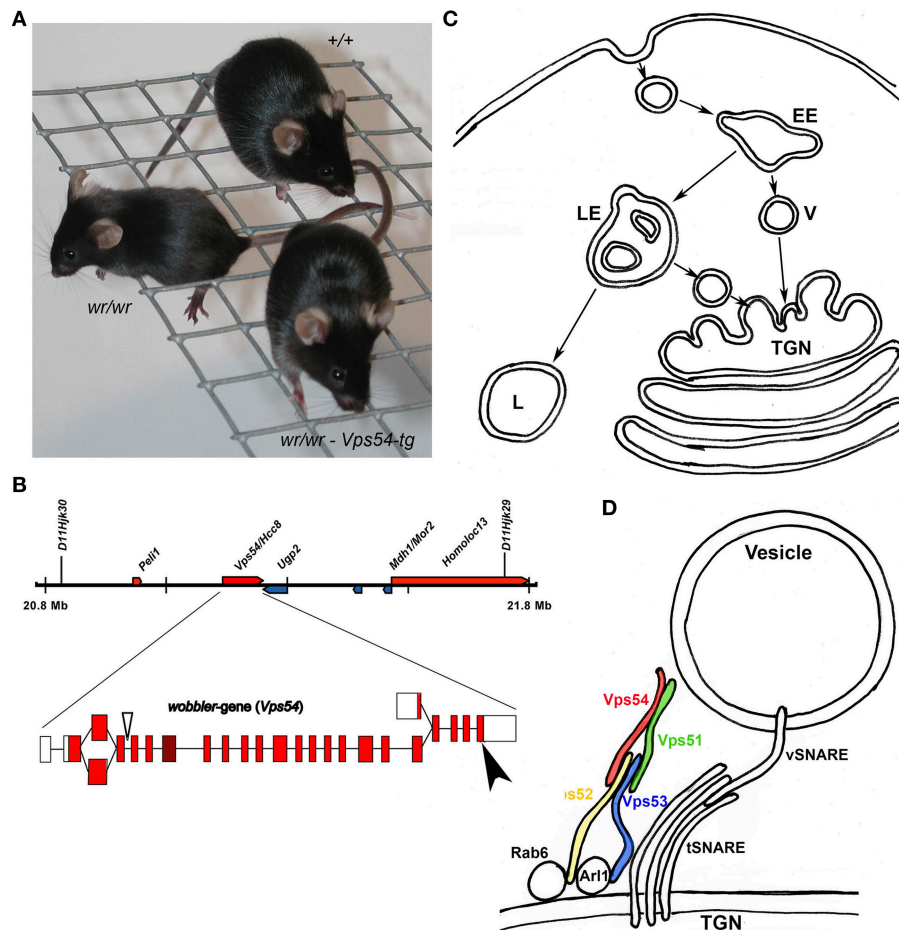 A
+/+
wr/wr
wr/wr - Vps54-tg
B
D11Hjk30
Peli1
Vps54/Hcc8
Ugp2
Mdh1/Mor2
Homoloc13
D11Hjk29
20.8 Mb
21.8 Mb
wobbler-gene (Vps54)
C
EE
LE
V
TGN
L
D
Vesicle
Vps54
Vps51
vSNARE
ps52
Vps53
tSNARE
Rab6
Arl1
TGN